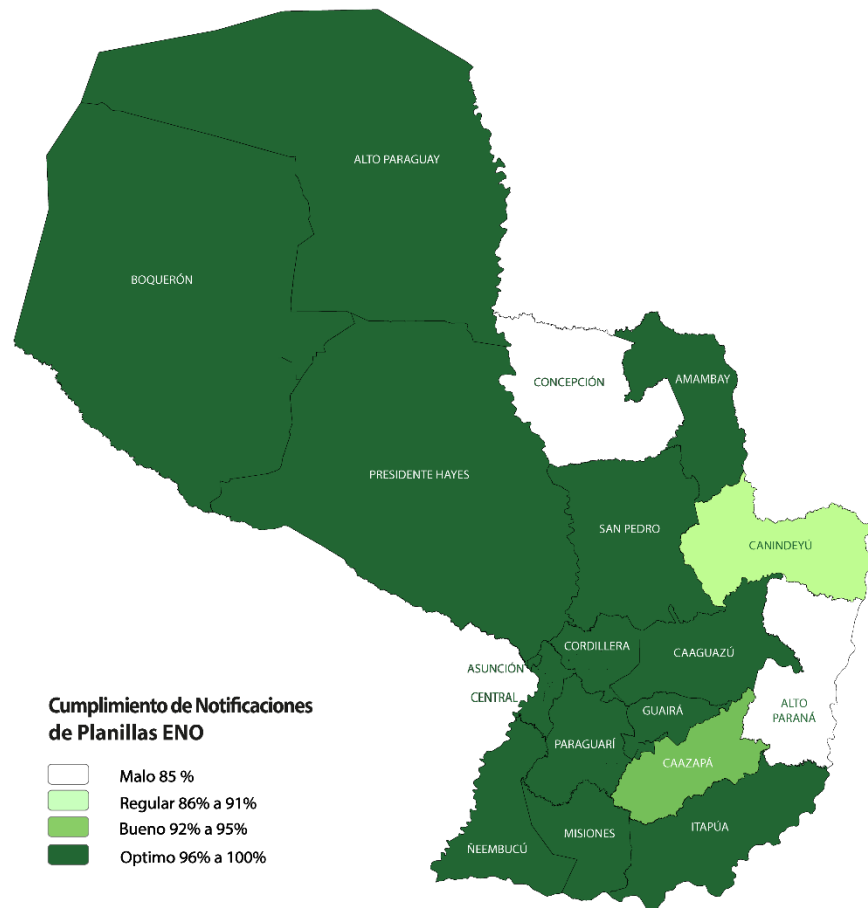 ALTO PARAGUAY
BOQUERÓN
CONCEPCIÓN
AMAMBAY
PRESIDENTE HAYES
SAN PEDRO
CANINDEYÚ
CORDILLERA
CAAGUAZÚ
ASUNCIÓN
CENTRAL
GUAIRÁ
ALTO
PARANÁ
PARAGUARÍ
CAAZAPÁ
ITAPÚA
MISIONES
ÑEEMBUCÚ
Cumplimiento de Notificaciones
de Planillas ENO
Malo 85 %
Regular 86% a 91%
Bueno 92% a 95%
Optimo 96% a 100%